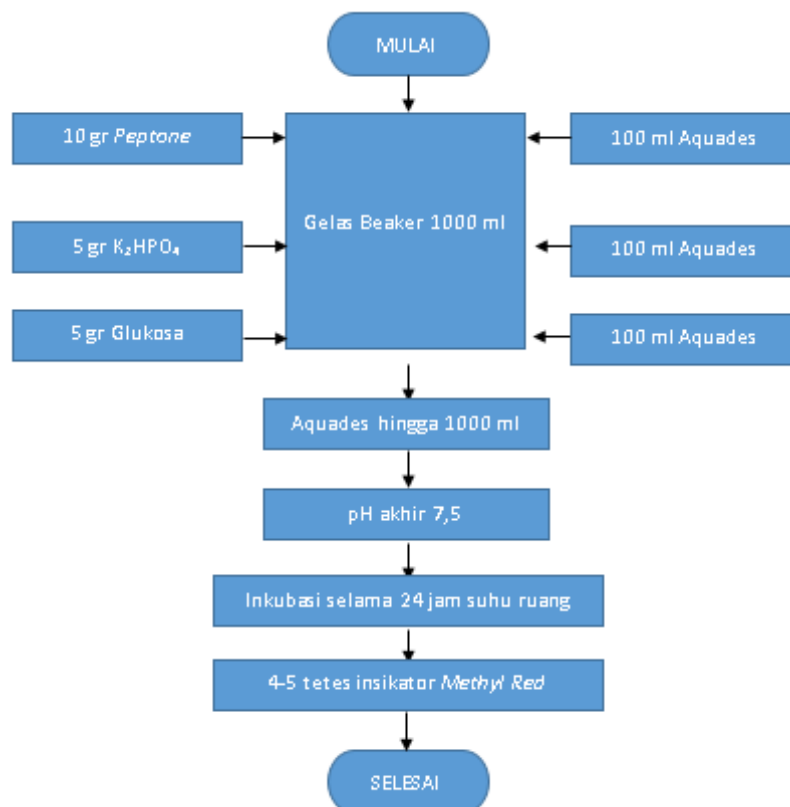 MULAI
10 gr Peptone
100 ml Aquades
Gelas Beaker 1000 ml
5 gr K₂HPO₄
100 ml Aquades
5 gr Glukosa
100 ml Aquades
Aquades hingga 1000 ml
pH akhir 7,5
Inkubasi selama 24 jam suhu ruang
4-5 tetes insikator Methyl Red
SELESAI